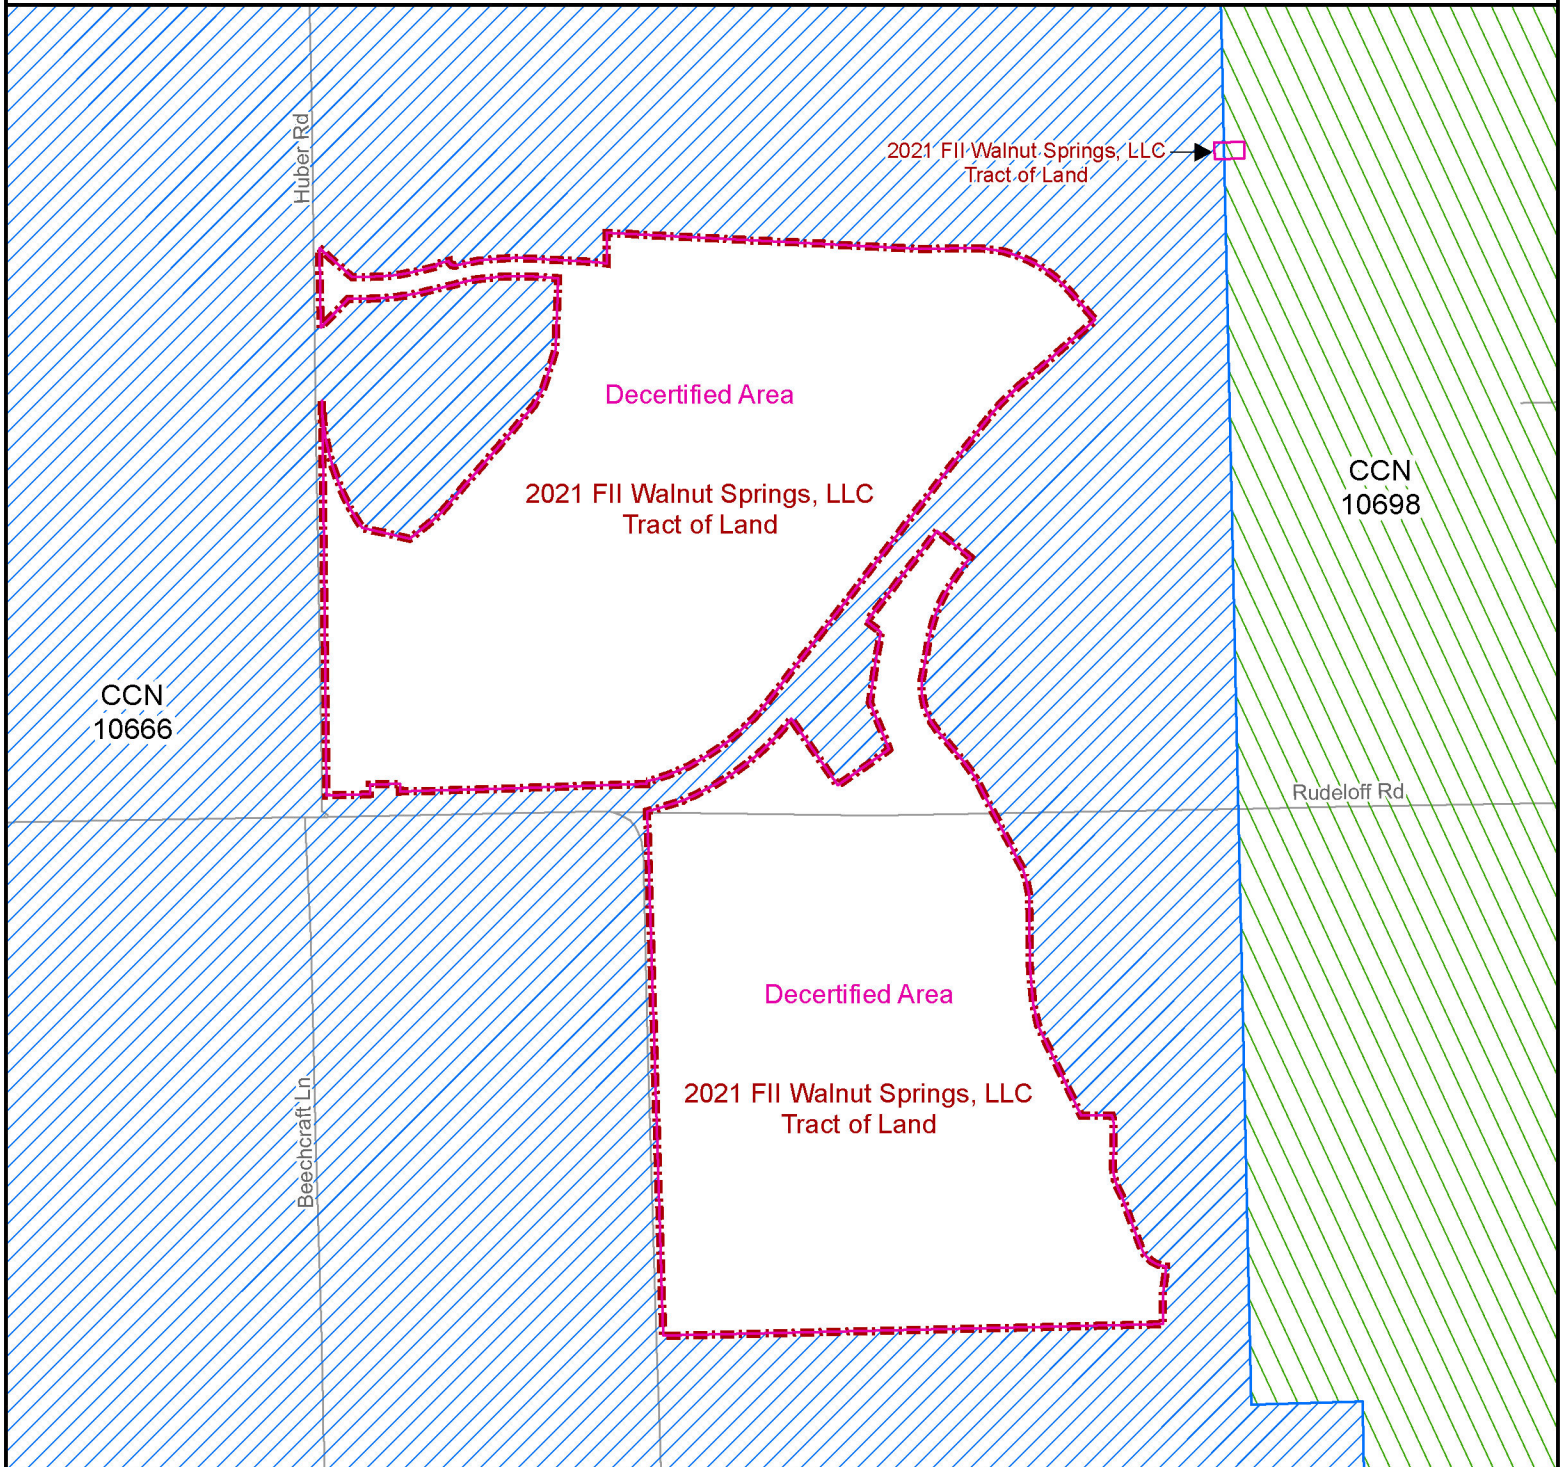 Huber Rd
2021 FII Walnut Springs, LLC
Tract of Land
Decertified Area
2021 FII Walnut Springs, LLC
Tract of Land
CCN
10698
CCN
10666
Rudeloff Rd
Decertified Area
2021 FII Walnut Springs, LLC
Tract of Land
Beechcraft Ln